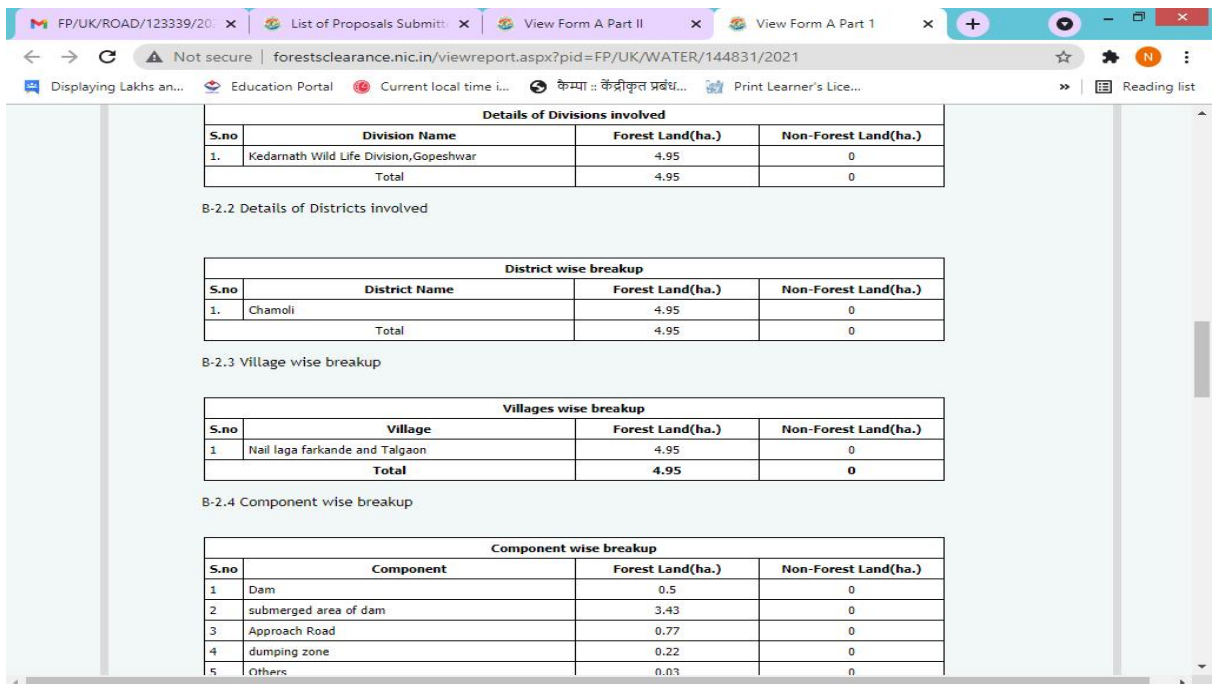 FP/UK/ROAD/123339/20
List of Proposals Submitt
View Form A Part II
View Form A Part 1
Not secure | forestsclearance.nic.in/viewreport.aspx?pid=FP/UK/WATER/144831/2021
N
Displaying Lakhs an... Education Portal Current local time i... कैम्पा :: केंद्रीकृत प्रबंध... Print Learner's Lice... » Reading list
Details of Divisions involved
S.no Division Name Forest Land(ha.) Non-Forest Land(ha.)
1. Kedarnath Wild Life Division,Gopeshwar 4.95 0
Total 4.95 0
B-2.2 Details of Districts involved
District wise breakup
S.no District Name Forest Land(ha.) Non-Forest Land(ha.)
1. Chamoli 4.95 0
Total 4.95 0
B-2.3 Village wise breakup
Villages wise breakup
S.no Village Forest Land(ha.) Non-Forest Land(ha.)
1 Nail laga farkande and Talgaon 4.95 0
Total 4.95 0
B-2.4 Component wise breakup
Component wise breakup
S.no Component Forest Land(ha.) Non-Forest Land(ha.)
1 Dam 0.5 0
2 submerged area of dam 3.43 0
3 Approach Road 0.77 0
4 dumping zone 0.22 0
5 Others 0.03 0